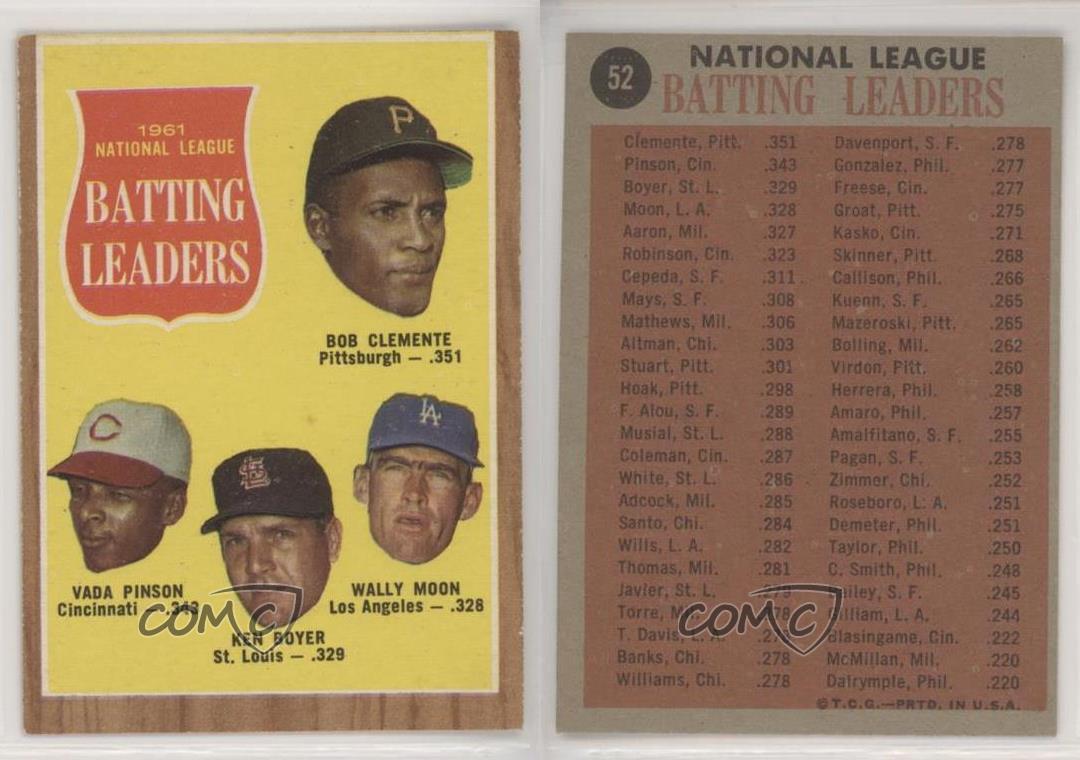 1961
NATIONAL LEAGUE
BATTING
LEADERS
P
BOB CLEMENTE
Pittsburgh — .351
C
STL
LA
VADA PINSON
Cincinnati — .343
WALLY MOON
Los Angeles — .328
KEN BOYER
St. Louis — .329
COMC
52
NATIONAL LEAGUE
BATTING LEADERS
Clemente, Pitt. .351 Davenport, S. F. .278
Pinson, Cin. .343 Gonzalez, Phil. .277
Boyer, St. L. .329 Freese, Cin. .277
Moon, L. A. .328 Groat, Pitt. .275
Aaron, Mil. .327 Kasko, Cin. .271
Robinson, Cin. .323 Skinner, Pitt. .268
Cepeda, S. F. .311 Callison, Phil. .266
Mays, S. F. .308 Kuenn, S. F. .265
Mathews, Mil. .306 Mazeroski, Pitt. .265
Altman, Chi. .303 Bolling, Mil. .262
Stuart, Pitt. .301 Virdon, Pitt. .260
Hoak, Pitt. .298 Herrera, Phil. .258
F. Alou, S. F. .289 Amaro, Phil. .257
Musial, St. L. .288 Amalfitano, S. F. .255
Coleman, Cin. .287 Pagan, S. F. .253
White, St. L. .286 Zimmer, Chi. .252
Adcock, Mil. .285 Roseboro, L. A. .251
Santo, Chi. .284 Demeter, Phil. .251
Wills, L. A. .282 Taylor, Phil. .250
Thomas, Mil. .281 C. Smith, Phil. .248
Javier, St. L. .279 Bailey, S. F. .245
Torre, Mil. .278 Gilliam, L. A. .244
T. Davis, L. A. .278 Blasingame, Cin. .222
Banks, Chi. .278 McMillan, Mil. .220
Williams, Chi. .278 Dalrymple, Phil. .220
COMC
©T.C.G.—PRTD. IN U.S.A.